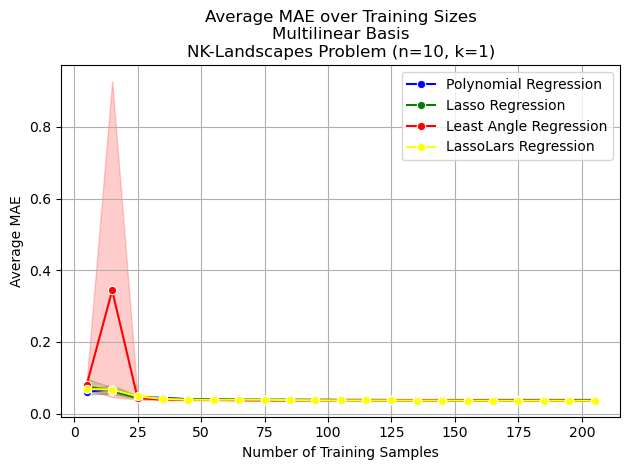 Average MAE over Training Sizes
Multilinear Basis
NK-Landscapes Problem (n=10, k=1)
Polynomial Regression
Lasso Regression
Least Angle Regression
LassoLars Regression
Average MAE
0.8
0.6
0.4
0.2
0.0
0 25 50 75 100 125 150 175 200
Number of Training Samples